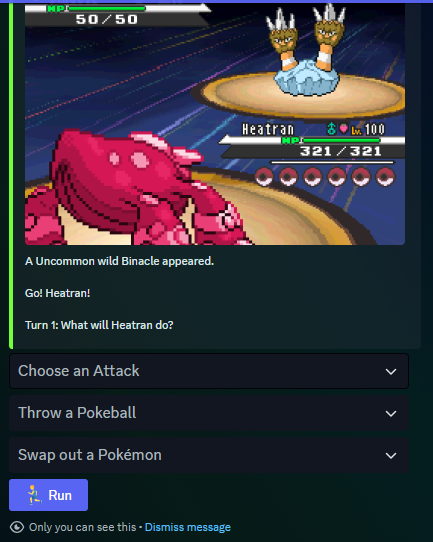 HP
50/50
Heatran Lv.100
HP
321/321
A Uncommon wild Binacle appeared.
Go! Heatran!
Turn 1: What will Heatran do?
Choose an Attack
Throw a Pokeball
Swap out a Pokémon
Run
Only you can see this • Dismiss message